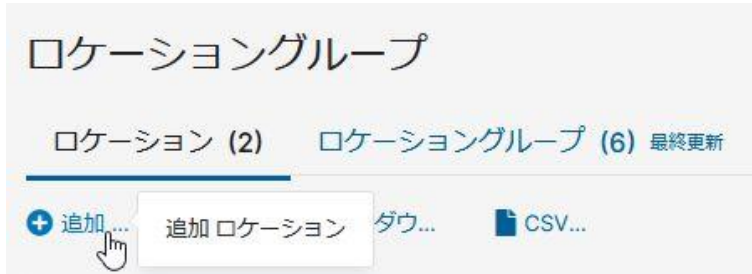 ロケーショングループ
ロケーション (2) ロケーショングループ (6) 最終更新
追加 ... 追加 ロケーション ダウ... CSV...